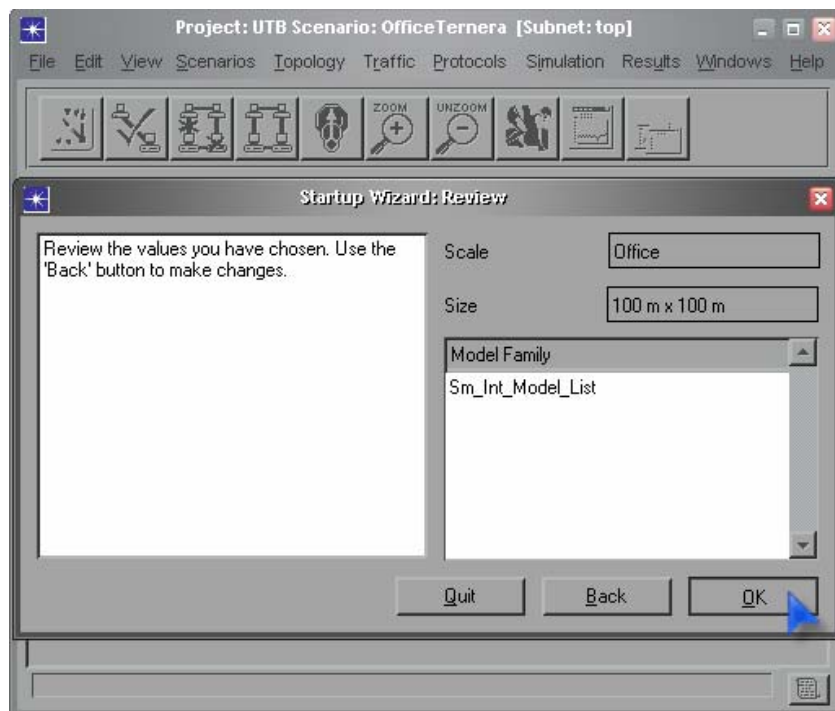 Project: UTB Scenario: OfficeTernera [Subnet: top]
File Edit View Scenarios Topology Traffic Protocols Simulation Results Windows Help
ZOOM UNZOOM
Startup Wizard: Review
Review the values you have chosen. Use the
'Back' button to make changes.
Scale Office
Size 100 m x 100 m
Model Family
Sm_Int_Model_List
Quit Back OK